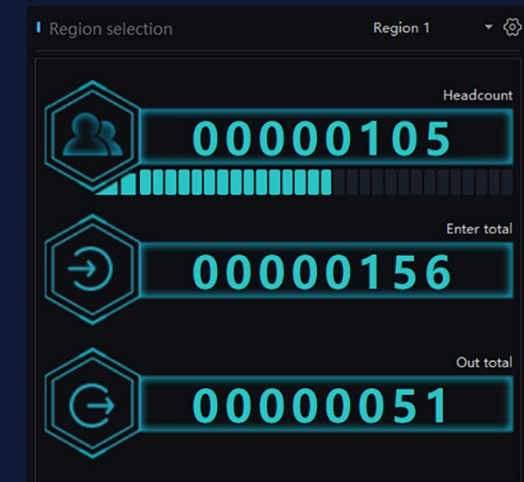 Region selection Region 1
Headcount
00000105
Enter total
00000156
Out total
00000051